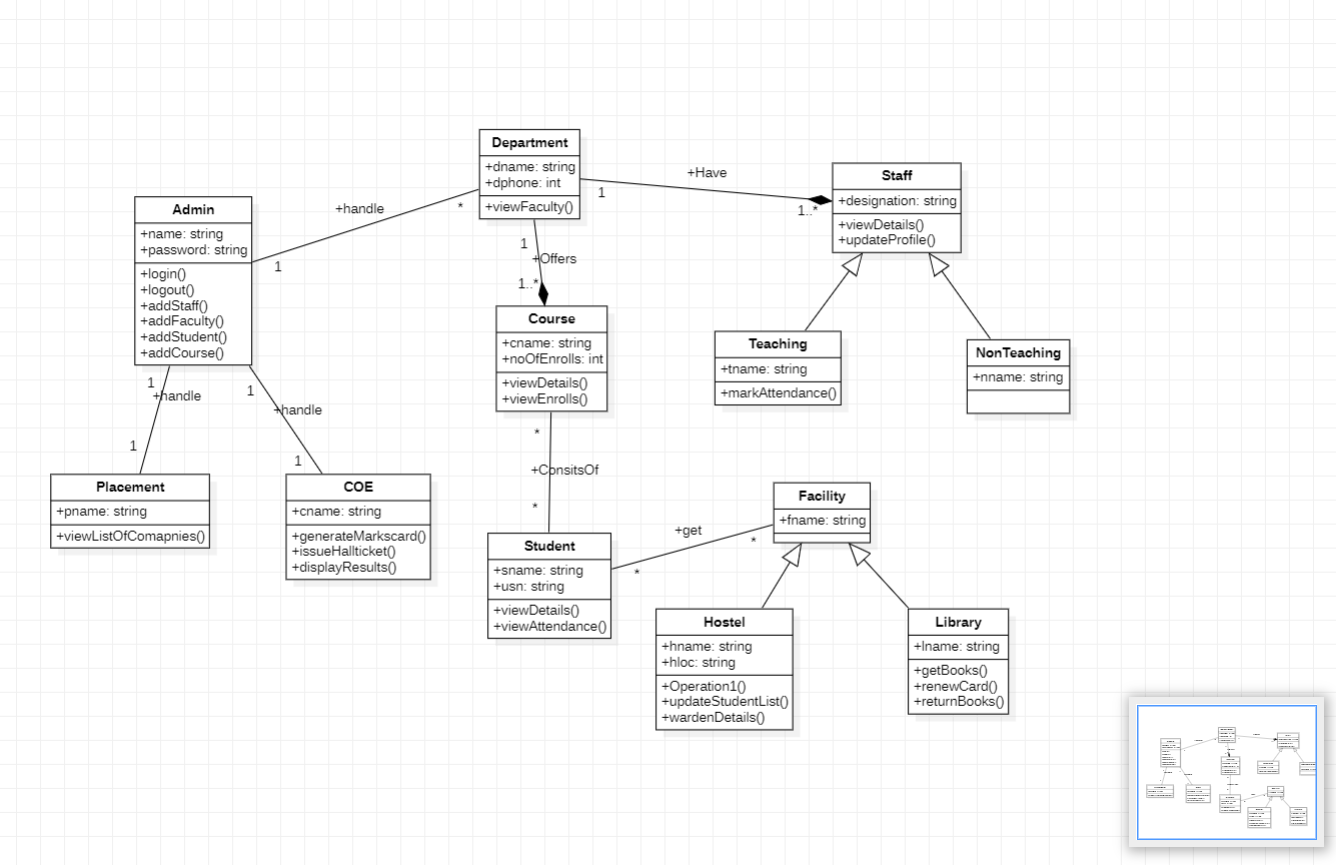 Department
+dname: string
+dphone: int
+viewFaculty()
+Have
1
1..*
Staff
+designation: string
+viewDetails()
+updateProfile()
+handle
*
1
Admin
+name: string
+password: string
+login()
+logout()
+addStaff()
+addFaculty()
+addStudent()
+addCourse()
1
+Offers
1..*
Course
+cname: string
+noOfEnrolls: int
+viewDetails()
+viewEnrolls()
Teaching
+tname: string
+markAttendance()
NonTeaching
+nname: string
1
+handle
1
1
+handle
1
Placement
+pname: string
+viewListOfComapnies()
COE
+cname: string
+generateMarkscard()
+issueHallticket()
+displayResults()
*
+ConsitsOf
*
Student
+sname: string
+usn: string
+viewDetails()
+viewAttendance()
+get
*
*
Facility
+fname: string
Hostel
+hname: string
+hloc: string
+Operation1()
+updateStudentList()
+wardenDetails()
Library
+lname: string
+getBooks()
+renewCard()
+returnBooks()